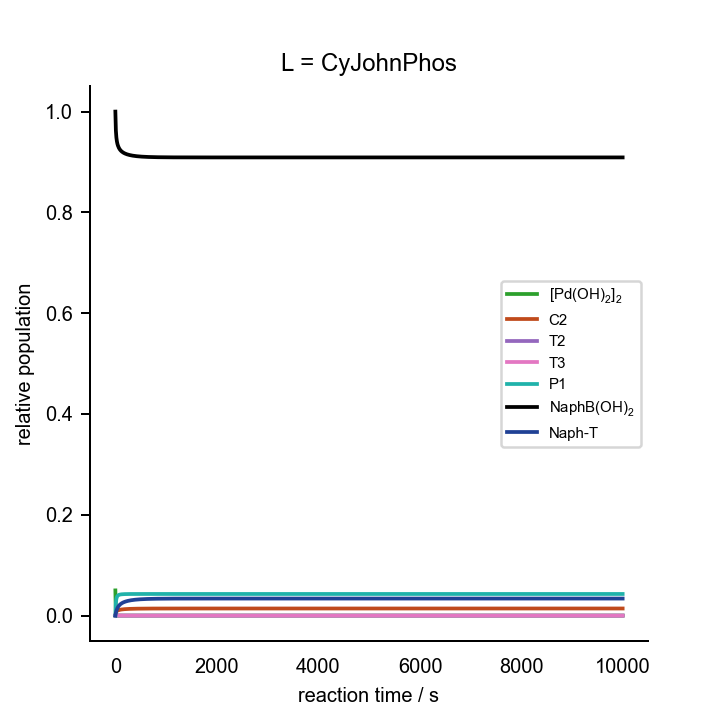 L = CyJohnPhos
relative population
1.0
0.8
0.6
0.4
0.2
0.0
[Pd(OH)₂]₂
C2
T2
T3
P1
NaphB(OH)₂
Naph-T
0 2000 4000 6000 8000 10000
reaction time / s